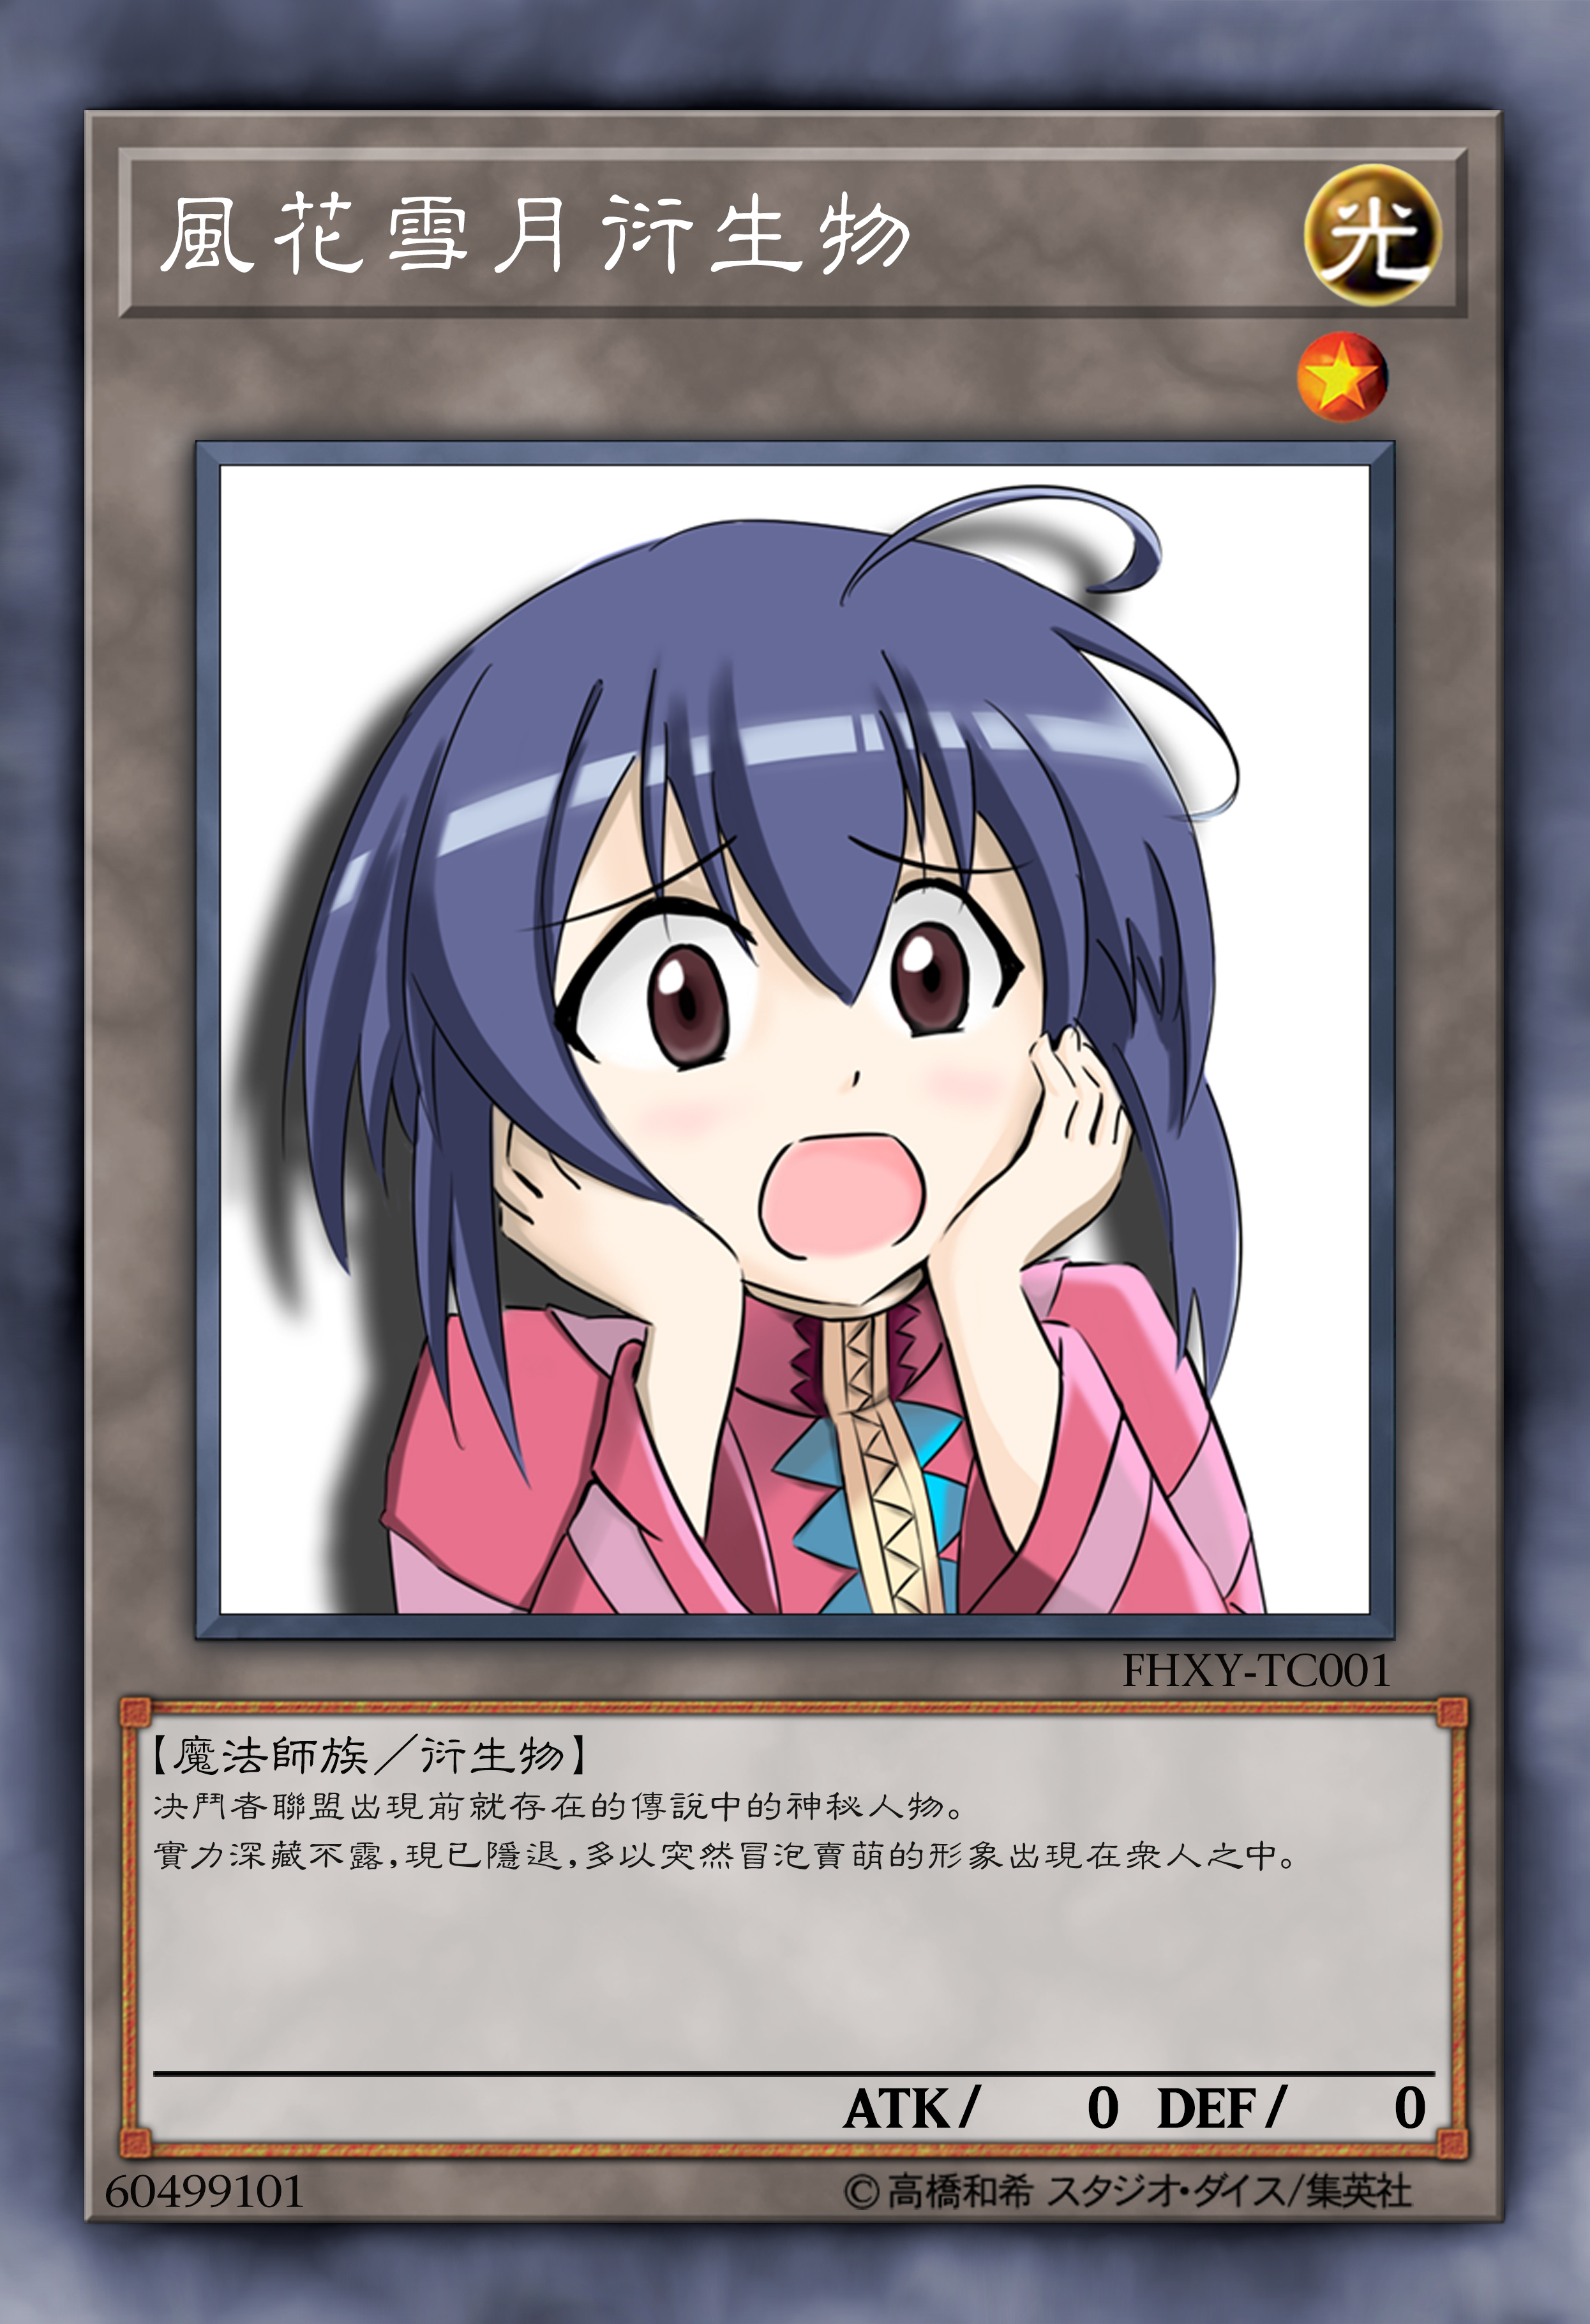 風花雪月衍生物
光
FHXY-TC001
【魔法師族／衍生物】
决鬥者聯盟出現前就存在的傳說中的神秘人物。
實力深藏不露,現已隱退,多以突然冒泡賣萌的形象出現在衆人之中。
ATK/ 0 DEF/ 0
60499101 ©高橋和希 スタジオ・ダイス/集英社